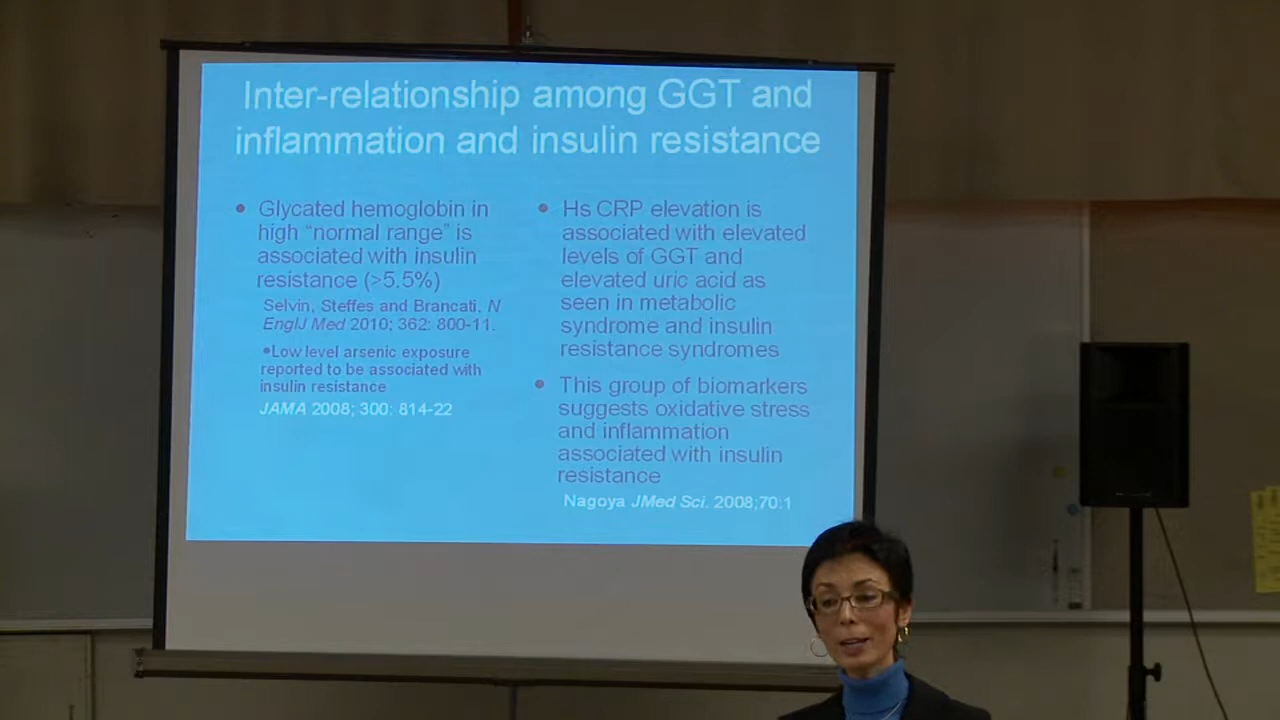 Inter-relationship among GGT and
inflammation and insulin resistance
• Glycated hemoglobin in
high "normal range" is
associated with insulin
resistance (>5.5%)
Selvin, Steffes and Brancati, N
EnglJ Med 2010; 362: 800-11.
•Low level arsenic exposure
reported to be associated with
insulin resistance
JAMA 2008; 300: 814-22
• Hs CRP elevation is
associated with elevated
levels of GGT and
elevated uric acid as
seen in metabolic
syndrome and insulin
resistance syndromes
• This group of biomarkers
suggests oxidative stress
and inflammation
associated with insulin
resistance
Nagoya JMed Sci. 2008;70:1